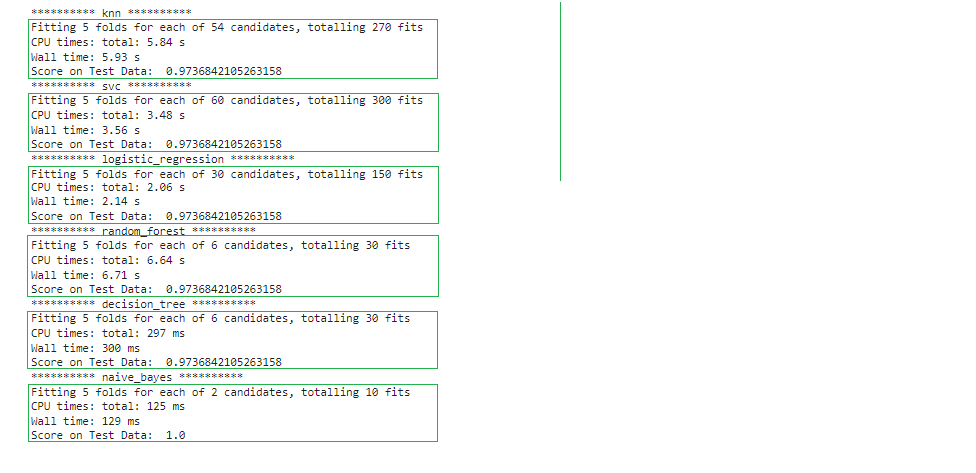 ********** knn **********
Fitting 5 folds for each of 54 candidates, totalling 270 fits
CPU times: total: 5.84 s
Wall time: 5.93 s
Score on Test Data:  0.9736842105263158
********** svc **********
Fitting 5 folds for each of 60 candidates, totalling 300 fits
CPU times: total: 3.48 s
Wall time: 3.56 s
Score on Test Data:  0.9736842105263158
********** logistic_regression **********
Fitting 5 folds for each of 30 candidates, totalling 150 fits
CPU times: total: 2.06 s
Wall time: 2.14 s
Score on Test Data:  0.9736842105263158
********** random_forest **********
Fitting 5 folds for each of 6 candidates, totalling 30 fits
CPU times: total: 6.64 s
Wall time: 6.71 s
Score on Test Data:  0.9736842105263158
********** decision_tree **********
Fitting 5 folds for each of 6 candidates, totalling 30 fits
CPU times: total: 297 ms
Wall time: 300 ms
Score on Test Data:  0.9736842105263158
********** naive_bayes **********
Fitting 5 folds for each of 2 candidates, totalling 10 fits
CPU times: total: 125 ms
Wall time: 129 ms
Score on Test Data:  1.0